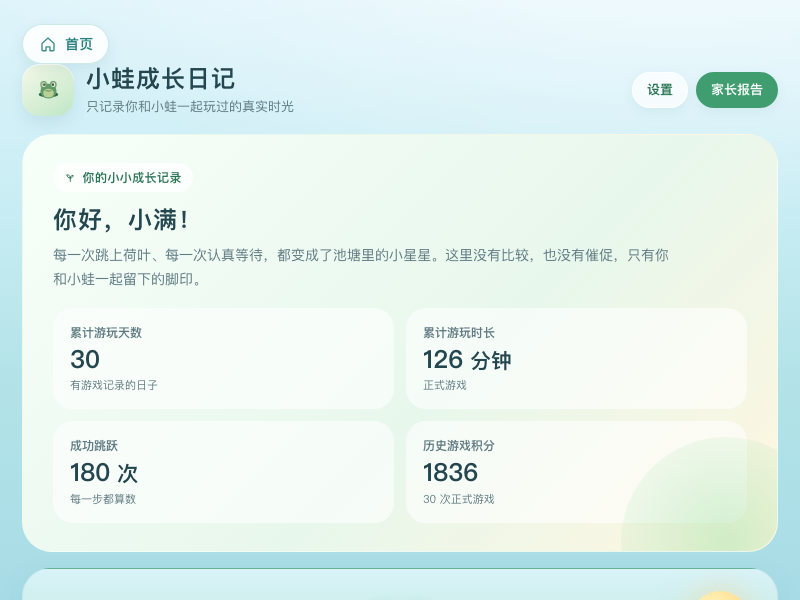 首页
小蛙成长日记
只记录你和小蛙一起玩过的真实时光
设置
家长报告
你的小小成长记录
你好，小满！
每一次跳上荷叶、每一次认真等待，都变成了池塘里的小星星。这里没有比较，也没有催促，只有你
和小蛙一起留下的脚印。
累计游玩天数
30
有游戏记录的日子
累计游玩时长
126 分钟
正式游戏
成功跳跃
180 次
每一步都算数
历史游戏积分
1836
30 次正式游戏